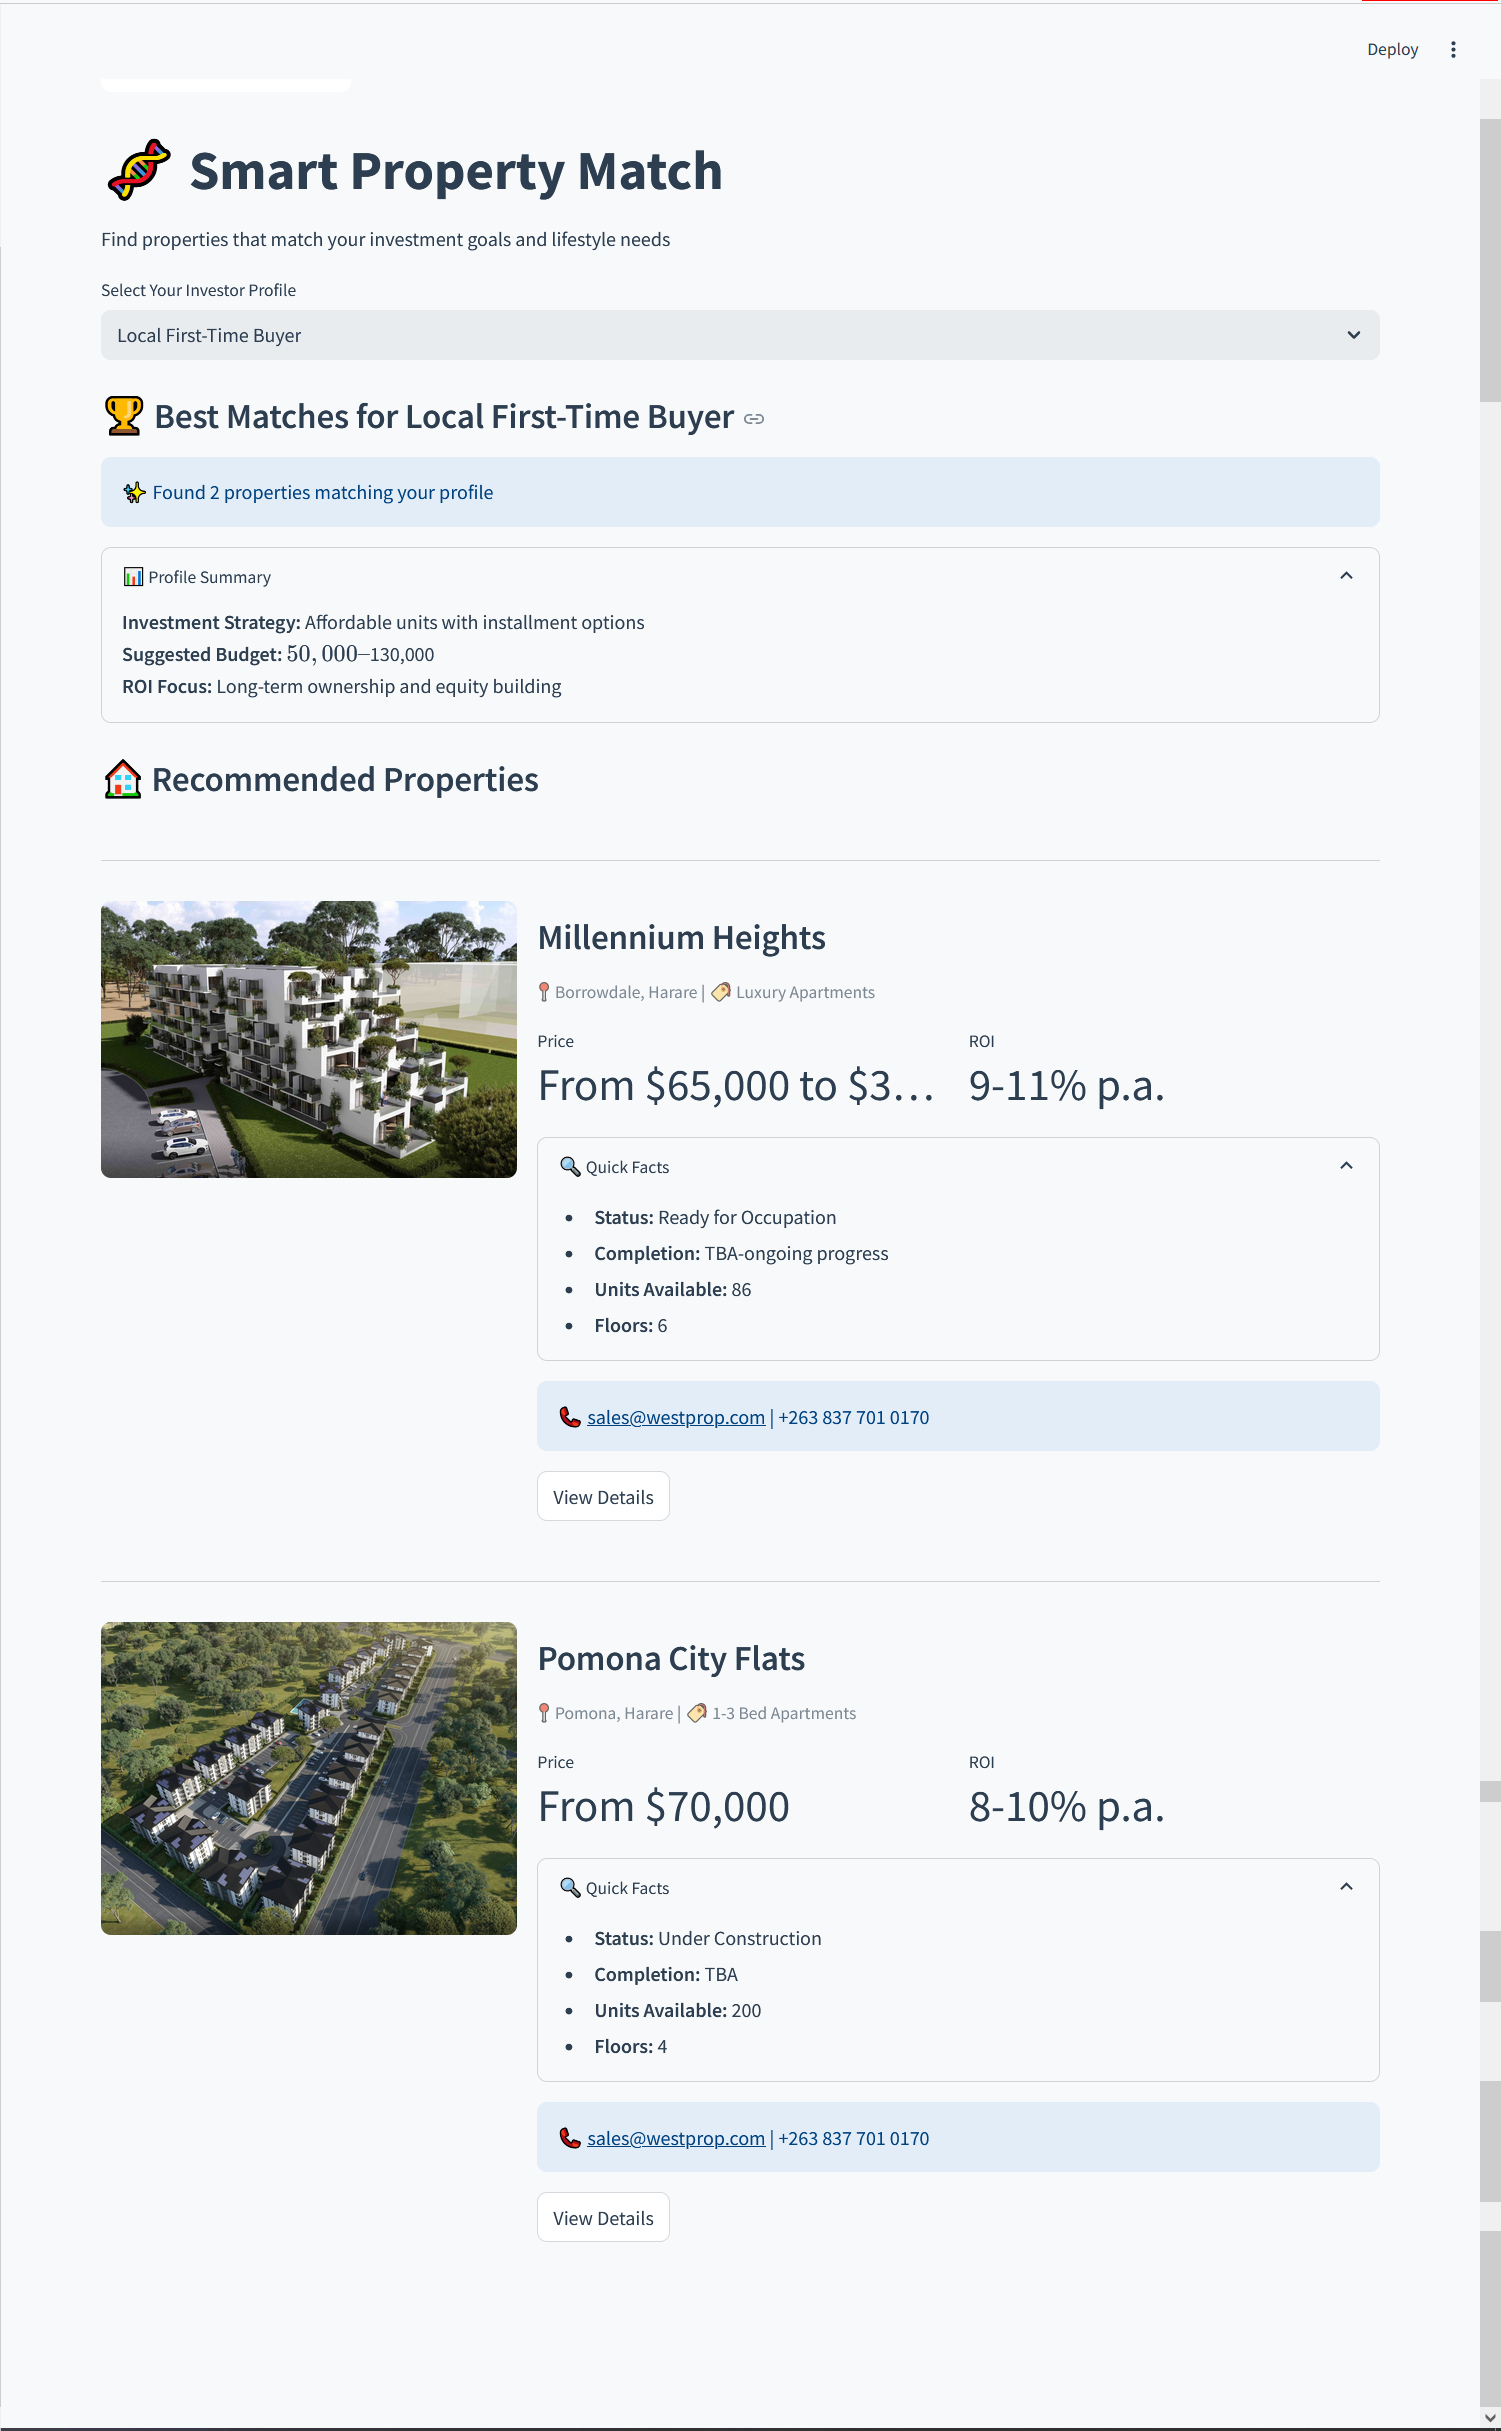 Deploy
Smart Property Match
Find properties that match your investment goals and lifestyle needs
Select Your Investor Profile
Local First-Time Buyer
Best Matches for Local First-Time Buyer
Found 2 properties matching your profile
Profile Summary
Investment Strategy: Affordable units with installment options
Suggested Budget: 50,000–130,000
ROI Focus: Long-term ownership and equity building
Recommended Properties
Millennium Heights
Borrowdale, Harare | Luxury Apartments
Price
ROI
From $65,000 to $3…
9-11% p.a.
Quick Facts
• Status: Ready for Occupation
• Completion: TBA-ongoing progress
• Units Available: 86
• Floors: 6
sales@westprop.com | +263 837 701 0170
View Details
Pomona City Flats
Pomona, Harare | 1-3 Bed Apartments
Price
ROI
From $70,000
8-10% p.a.
Quick Facts
• Status: Under Construction
• Completion: TBA
• Units Available: 200
• Floors: 4
sales@westprop.com | +263 837 701 0170
View Details